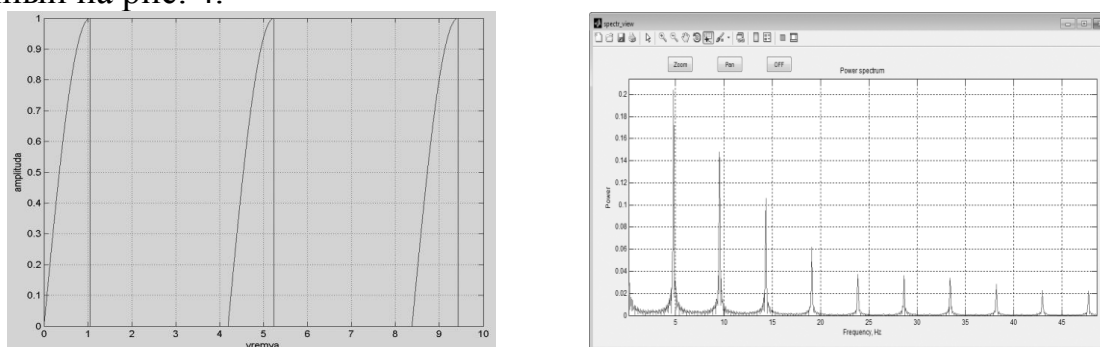 на рис. 4.
1
0.9
0.8
0.7
0.6
0.5
0.4
0.3
0.2
0.1
0
amplituda
0 1 2 3 4 5 6 7 8 9 10
vremya
spectr_view
Zoom Pan OFF
Power spectrum
0.2
0.18
0.16
0.14
0.12
0.1
0.08
0.06
0.04
0.02
0
Power
5 10 15 20 25 30 35 40 45
Frequency, Hz